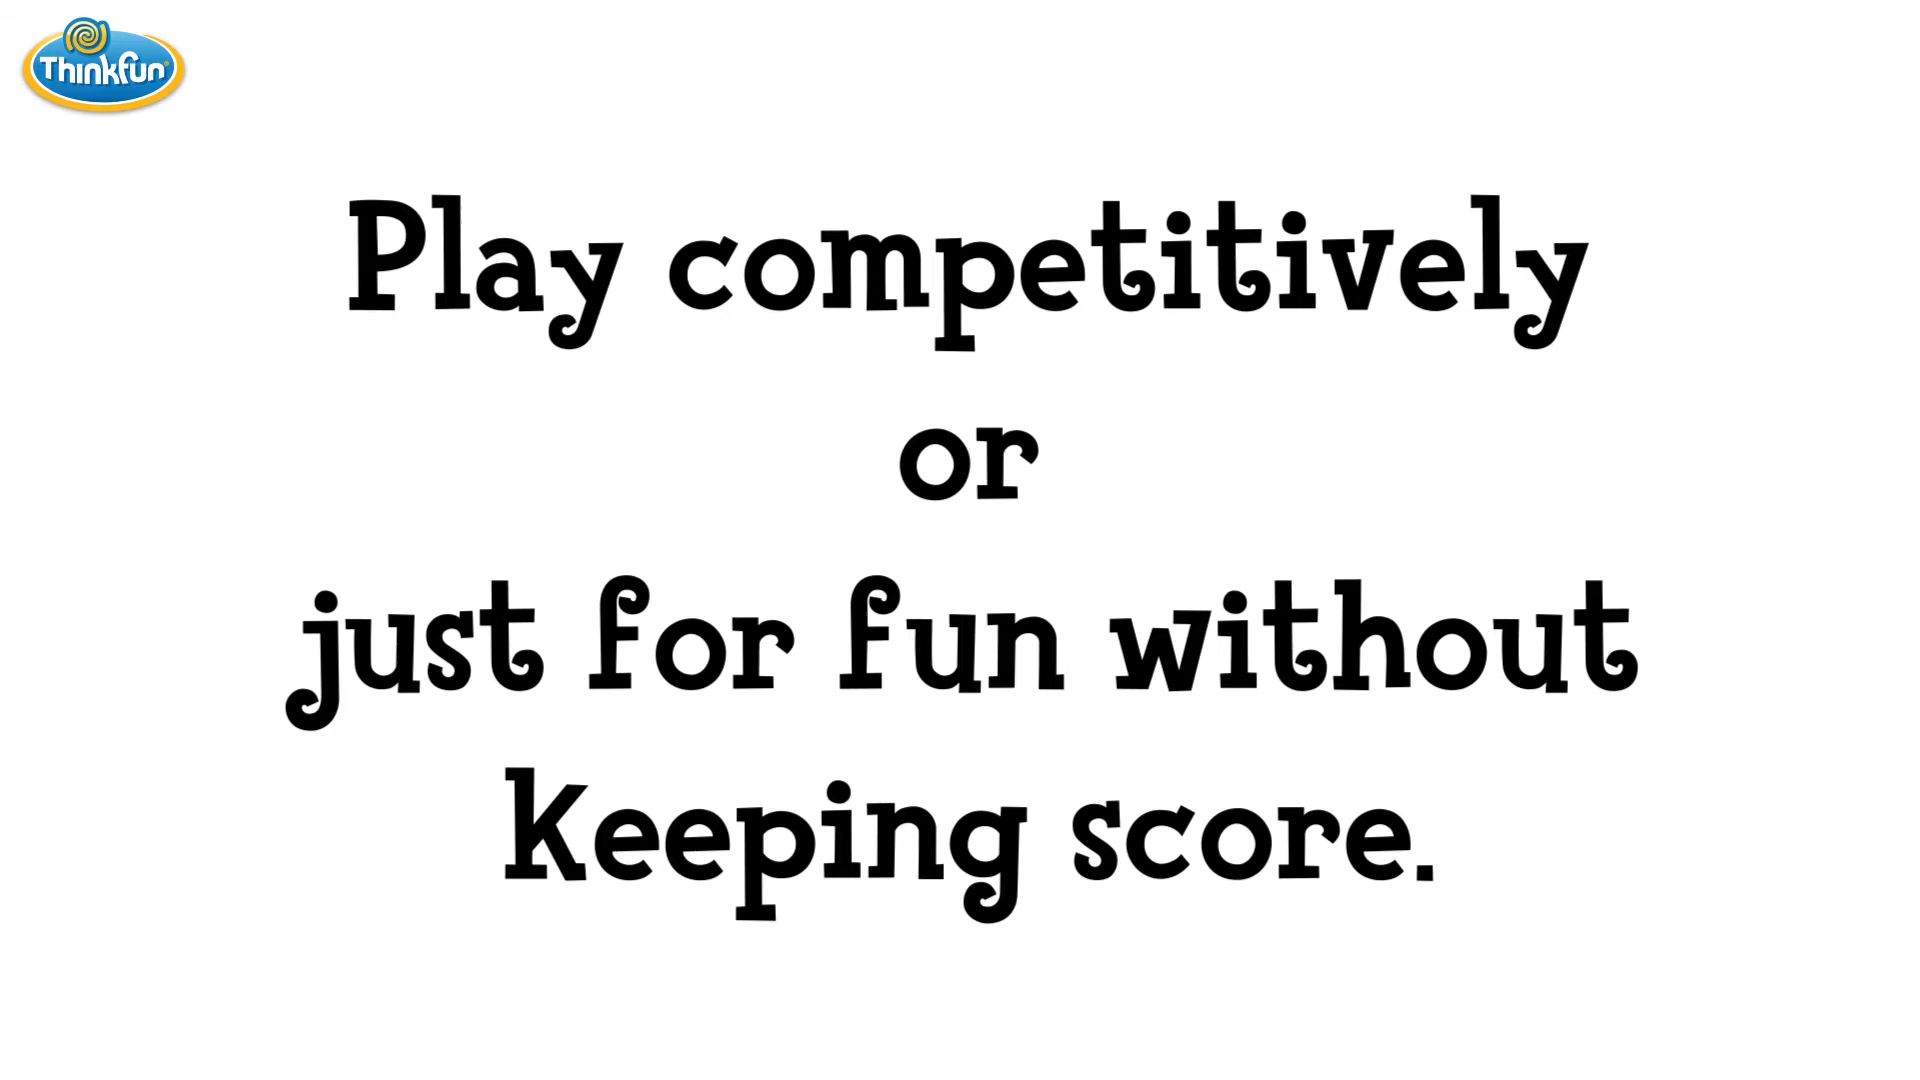 Thinkfun
Play competitively
or
just for fun without
keeping score.